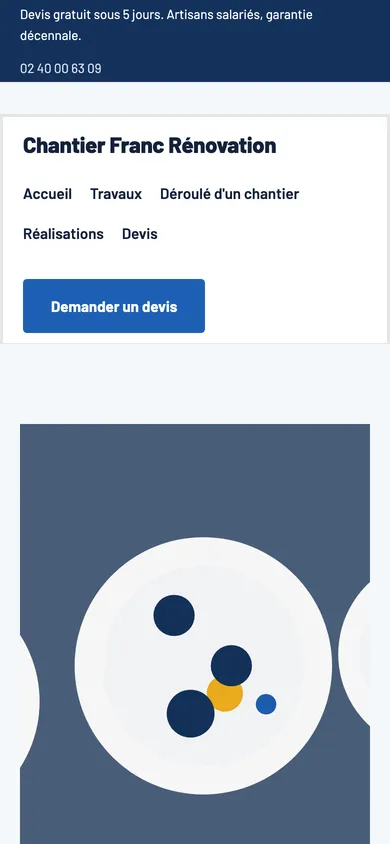 Devis gratuit sous 5 jours. Artisans salariés, garantie
décennale.
02 40 00 63 09
Chantier Franc Rénovation
Accueil Travaux Déroulé d'un chantier
Réalisations Devis
Demander un devis